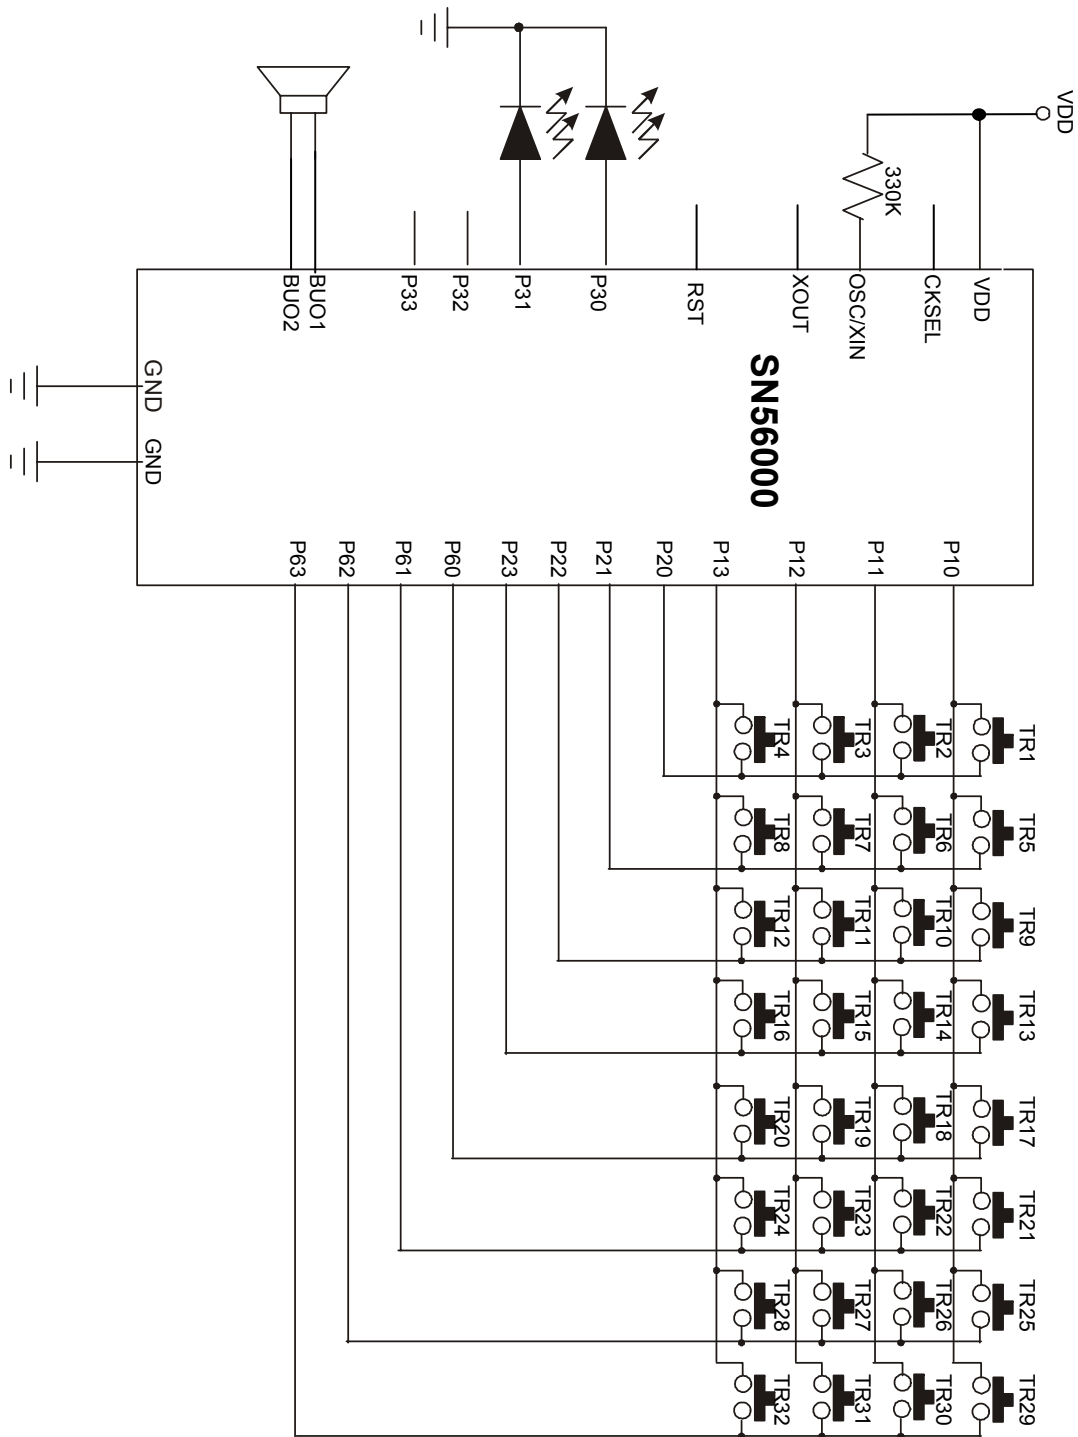 VDD
330K
VDD
CKSEL
OSC/XIN
XOUT
RST
P30
P31
P32
P33
BUO1
BUO2
SN56000
GND
GND
P10
P11
P12
P13
P20
P21
P22
P23
P60
P61
P62
P63
TR1
TR2
TR3
TR4
TR5
TR6
TR7
TR8
TR9
TR10
TR11
TR12
TR13
TR14
TR15
TR16
TR17
TR18
TR19
TR20
TR21
TR22
TR23
TR24
TR25
TR26
TR27
TR28
TR29
TR30
TR31
TR32